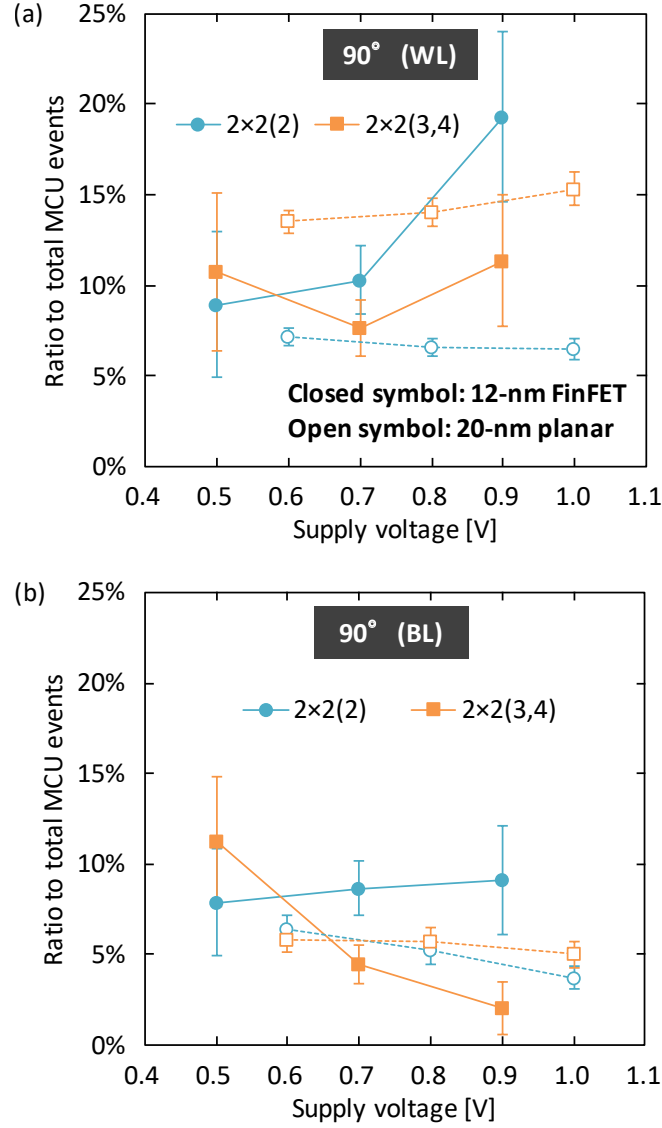 (a)
25%
20%
15%
10%
5%
0%
Ratio to total MCU events
90° (WL)
2×2(2) 2×2(3,4)
Closed symbol: 12-nm FinFET
Open symbol: 20-nm planar
0.4 0.5 0.6 0.7 0.8 0.9 1.0 1.1
Supply voltage [V]
(b)
25%
20%
15%
10%
5%
0%
Ratio to total MCU events
90° (BL)
2×2(2) 2×2(3,4)
0.4 0.5 0.6 0.7 0.8 0.9 1.0 1.1
Supply voltage [V]